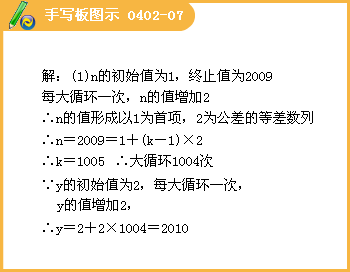 手写板图示 0402-07
解：(1)n的初始值为1，终止值为2009
每大循环一次，n的值增加2
∴n的值形成以1为首项，2为公差的等差数列
∴n＝2009＝1＋(k－1)×2
∴k＝1005 ∴大循环1004次
∵y的初始值为2，每大循环一次，
y的值增加2，
∴y＝2＋2×1004＝2010